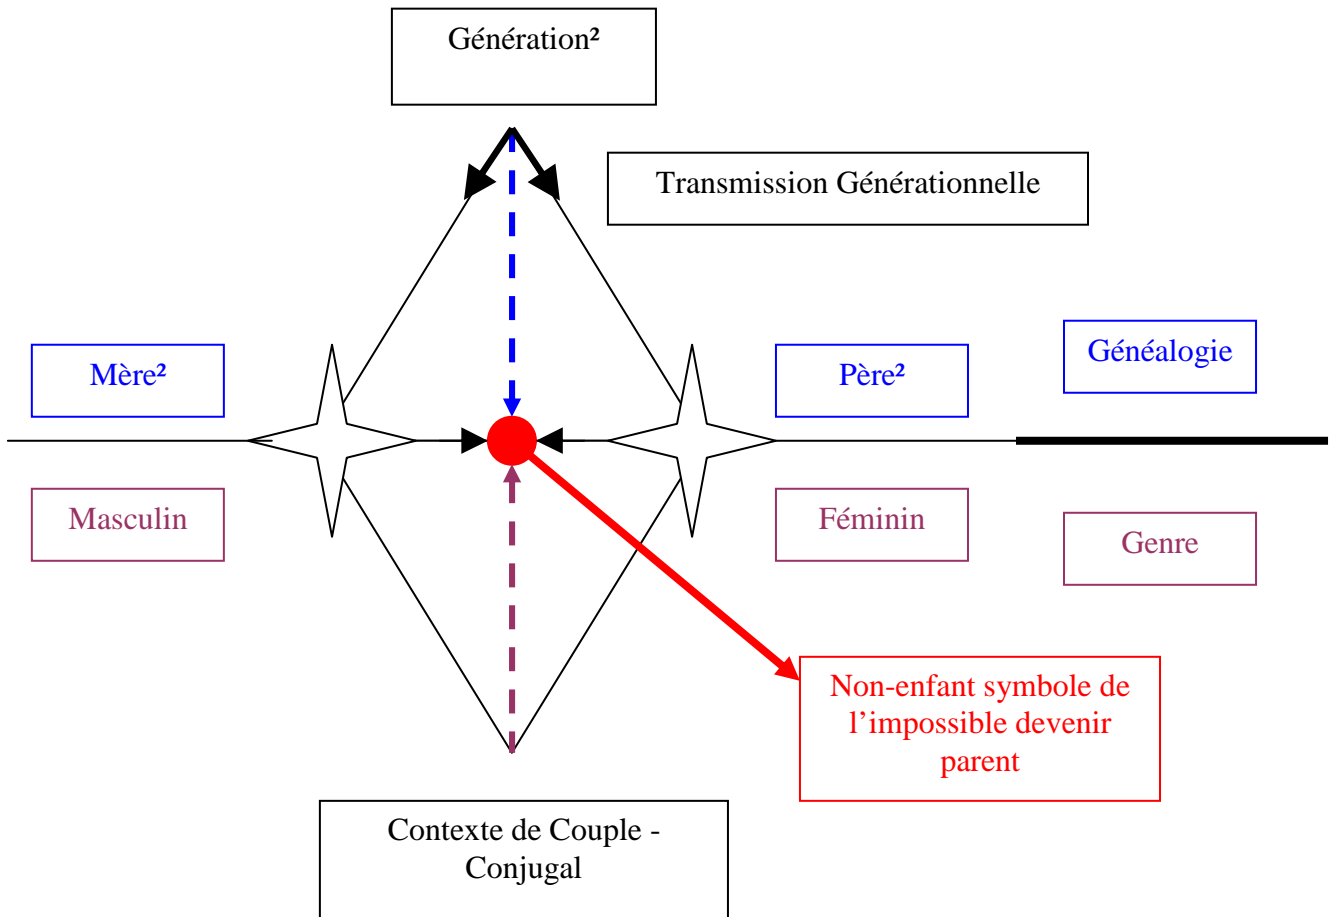 Génération²
Transmission Générationnelle
Généalogie
Mère²
Père²
Masculin
Féminin
Genre
Non-enfant symbole de
l’impossible devenir
parent
Contexte de Couple -
Conjugal